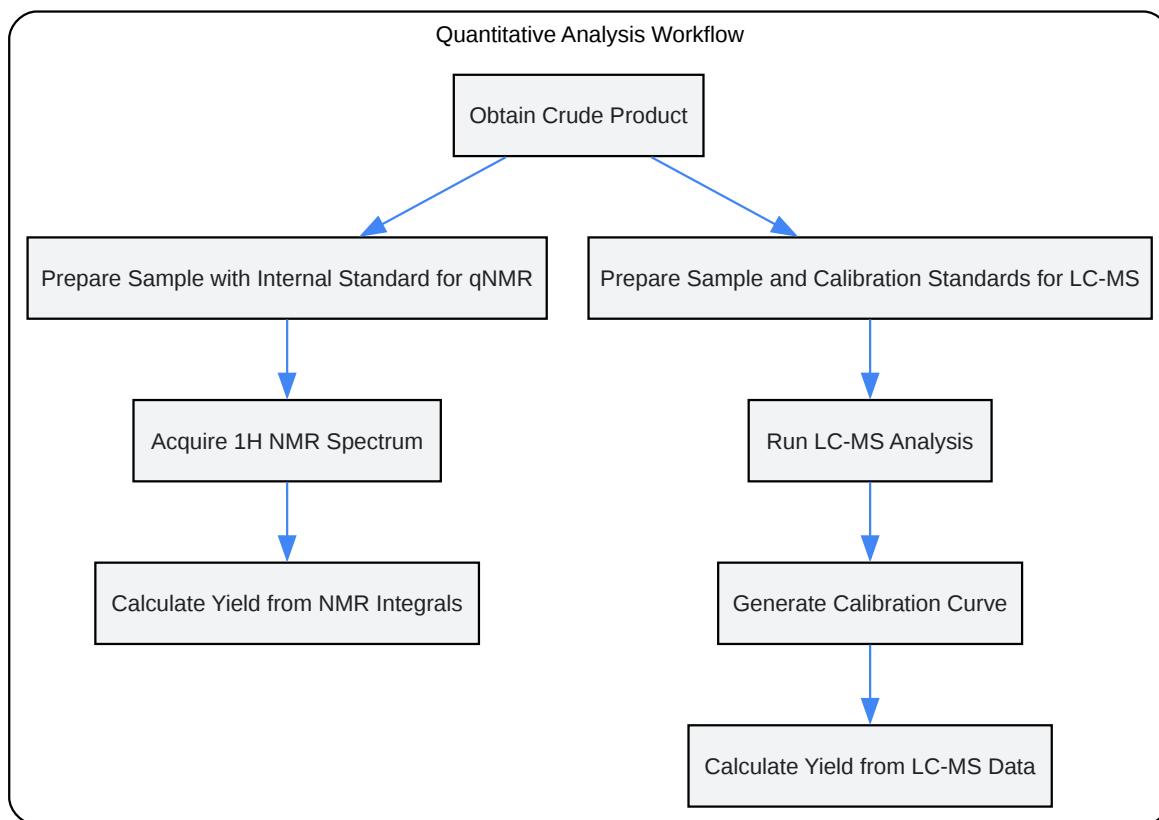 Quantitative Analysis Workflow
Obtain Crude Product
Prepare Sample with Internal Standard for qNMR
Prepare Sample and Calibration Standards for LC-MS
Acquire 1H NMR Spectrum
Run LC-MS Analysis
Calculate Yield from NMR Integrals
Generate Calibration Curve
Calculate Yield from LC-MS Data